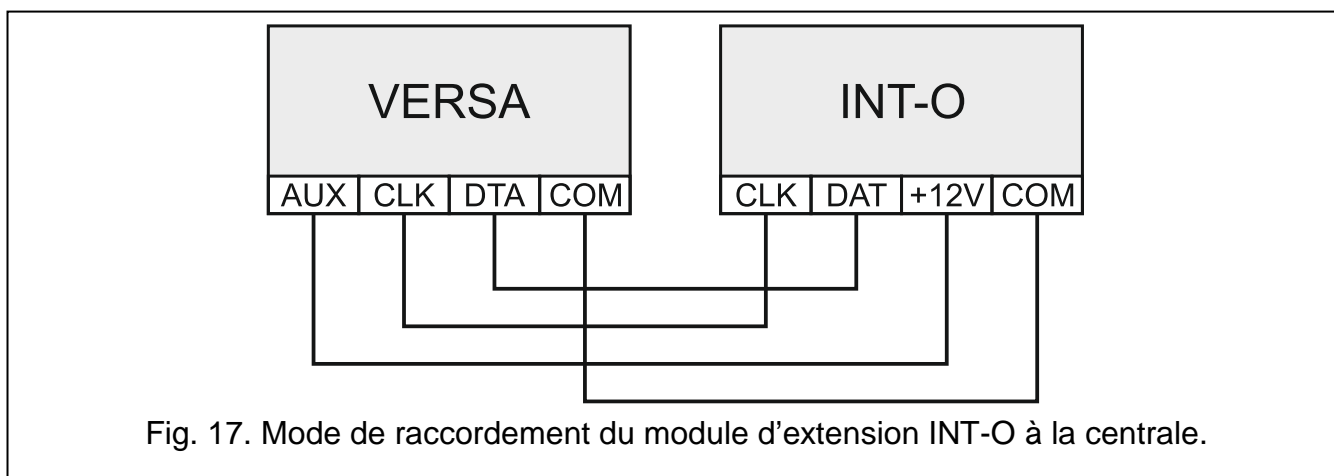 VERSA INT-O
AUX CLK DTA COM CLK DAT +12V COM
Fig. 17. Mode de raccordement du module d’extension INT-O à la centrale.